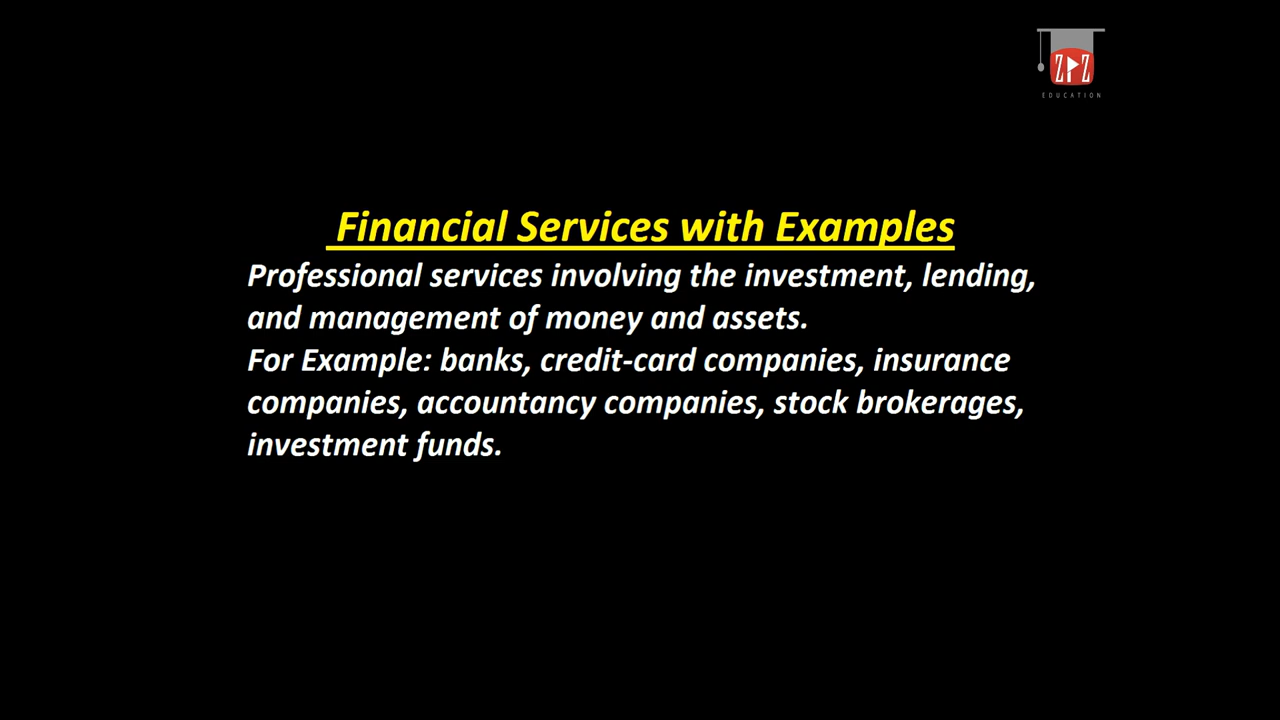 ZPZ
EDUCATION
Financial Services with Examples
Professional services involving the investment, lending,
and management of money and assets.
For Example: banks, credit-card companies, insurance
companies, accountancy companies, stock brokerages,
investment funds.